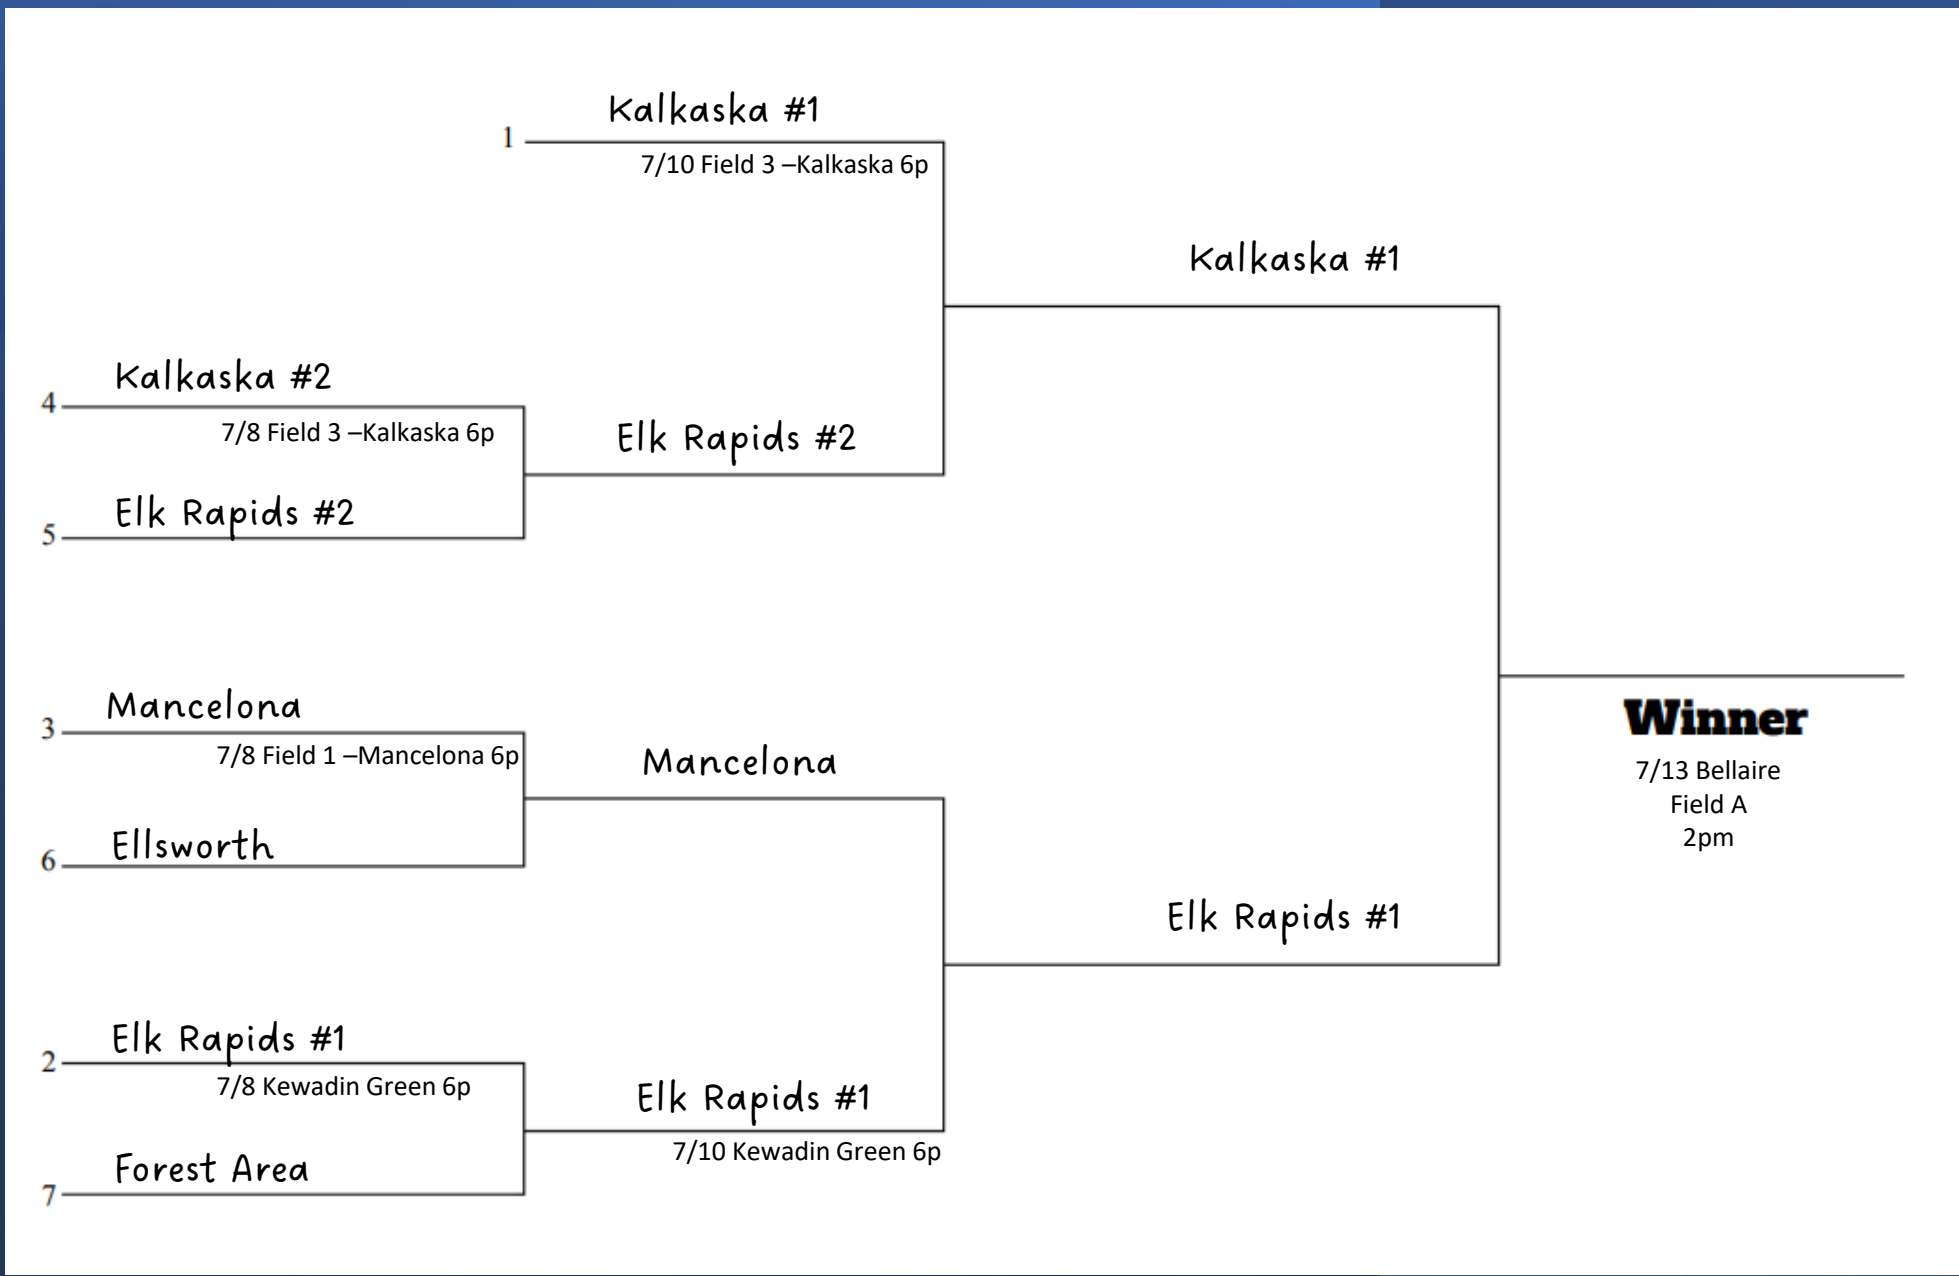 Kalkaska #1
1
7/10 Field 3 –Kalkaska 6p
Kalkaska #1
Kalkaska #2
4
7/8 Field 3 –Kalkaska 6p
Elk Rapids #2
Elk Rapids #2
5
Mancelona
3
7/8 Field 1 –Mancelona 6p
Mancelona
Ellsworth
6
Winner
7/13 Bellaire
Field A
2pm
Elk Rapids #1
Elk Rapids #1
2
7/8 Kewadin Green 6p
Elk Rapids #1
7/10 Kewadin Green 6p
Forest Area
7